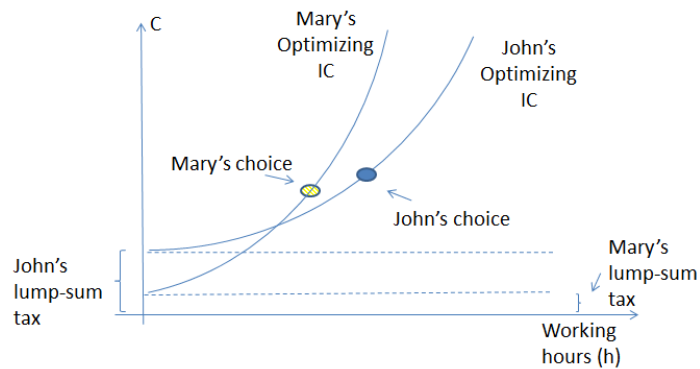 C
Mary's
Optimizing
IC
John's
Optimizing
IC
Mary's choice
John's choice
John's
lump-sum
tax
Mary's
lump-sum
tax
Working
hours (h)